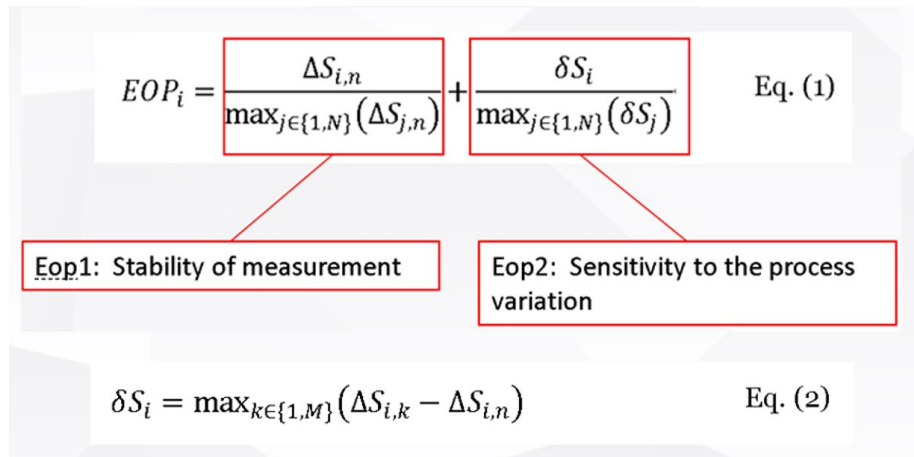 EOP_i = ΔS_{i,n} / max_{j∈{1,N}}(ΔS_{j,n}) + δS_i / max_{j∈{1,N}}(δS_j) Eq. (1)
Eop1: Stability of measurement
Eop2: Sensitivity to the process
variation
δS_i = max_{k∈{1,M}}(ΔS_{i,k} − ΔS_{i,n}) Eq. (2)